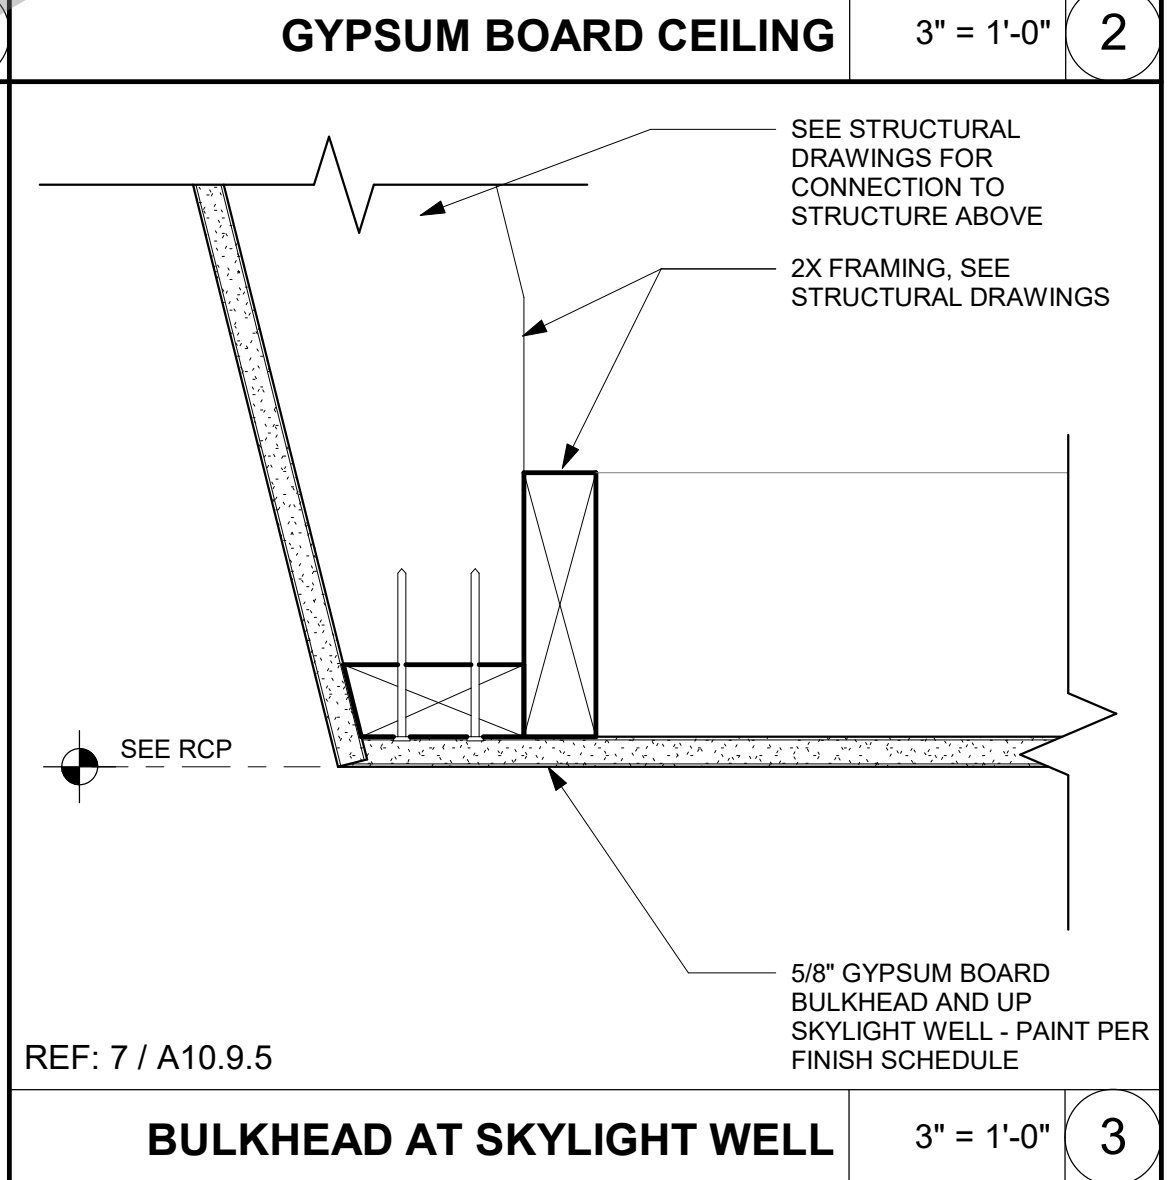 GYPSUM BOARD CEILING 3" = 1'-0" 2
SEE STRUCTURAL
DRAWINGS FOR
CONNECTION TO
STRUCTURE ABOVE
2X FRAMING, SEE
STRUCTURAL DRAWINGS
SEE RCP
5/8" GYPSUM BOARD
BULKHEAD AND UP
SKYLIGHT WELL - PAINT PER
FINISH SCHEDULE
REF: 7 / A10.9.5
BULKHEAD AT SKYLIGHT WELL 3" = 1'-0" 3